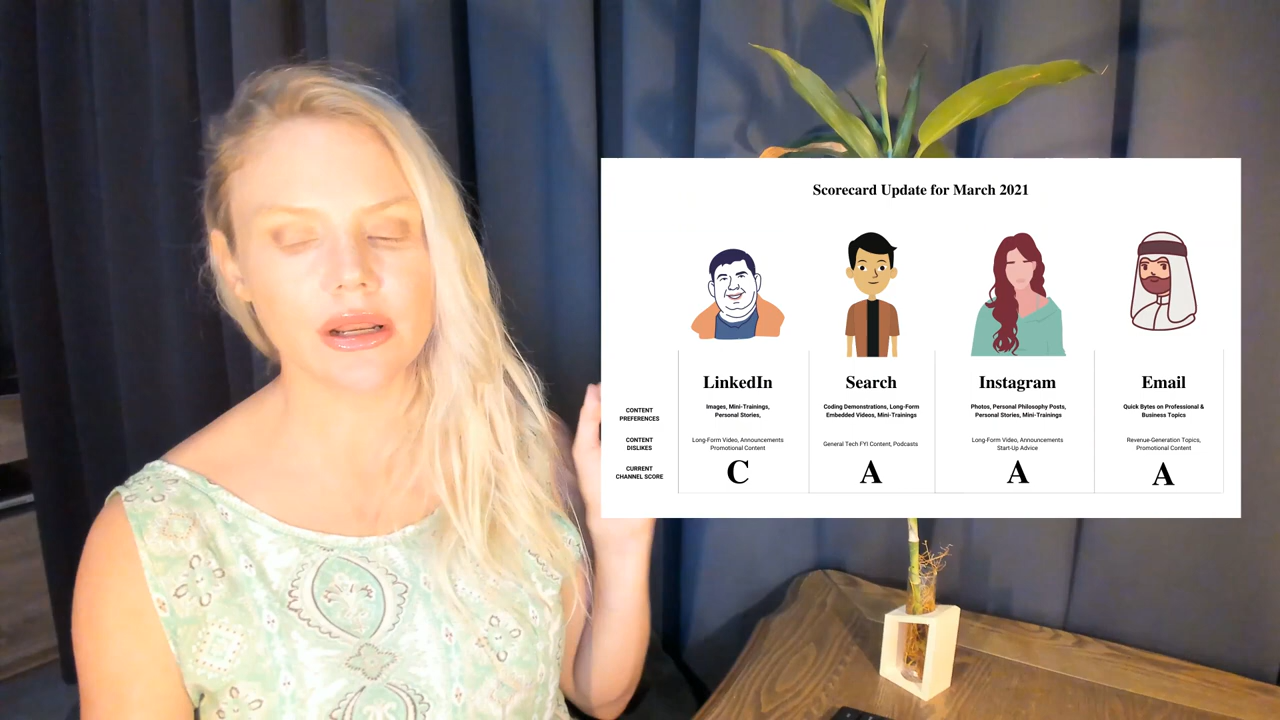 Scorecard Update for March 2021
LinkedIn
Search
Instagram
Email
CONTENT
PREFERENCES
Images, Mini-Trainings,
Personal Stories,
Coding Demonstrations, Long-Form
Embedded Videos, Mini-Trainings
Photos, Personal Philosophy Posts,
Personal Stories, Mini-Trainings
Quick Bytes on Professional &
Business Topics
CONTENT
DISLIKES
Long-Form Video, Announcements
Promotional Content
General Tech FYI Content, Podcasts
Long-Form Video, Announcements
Start-Up Advice
Revenue-Generation Topics,
Promotional Content
CURRENT
CHANNEL SCORE
C
A
A
A